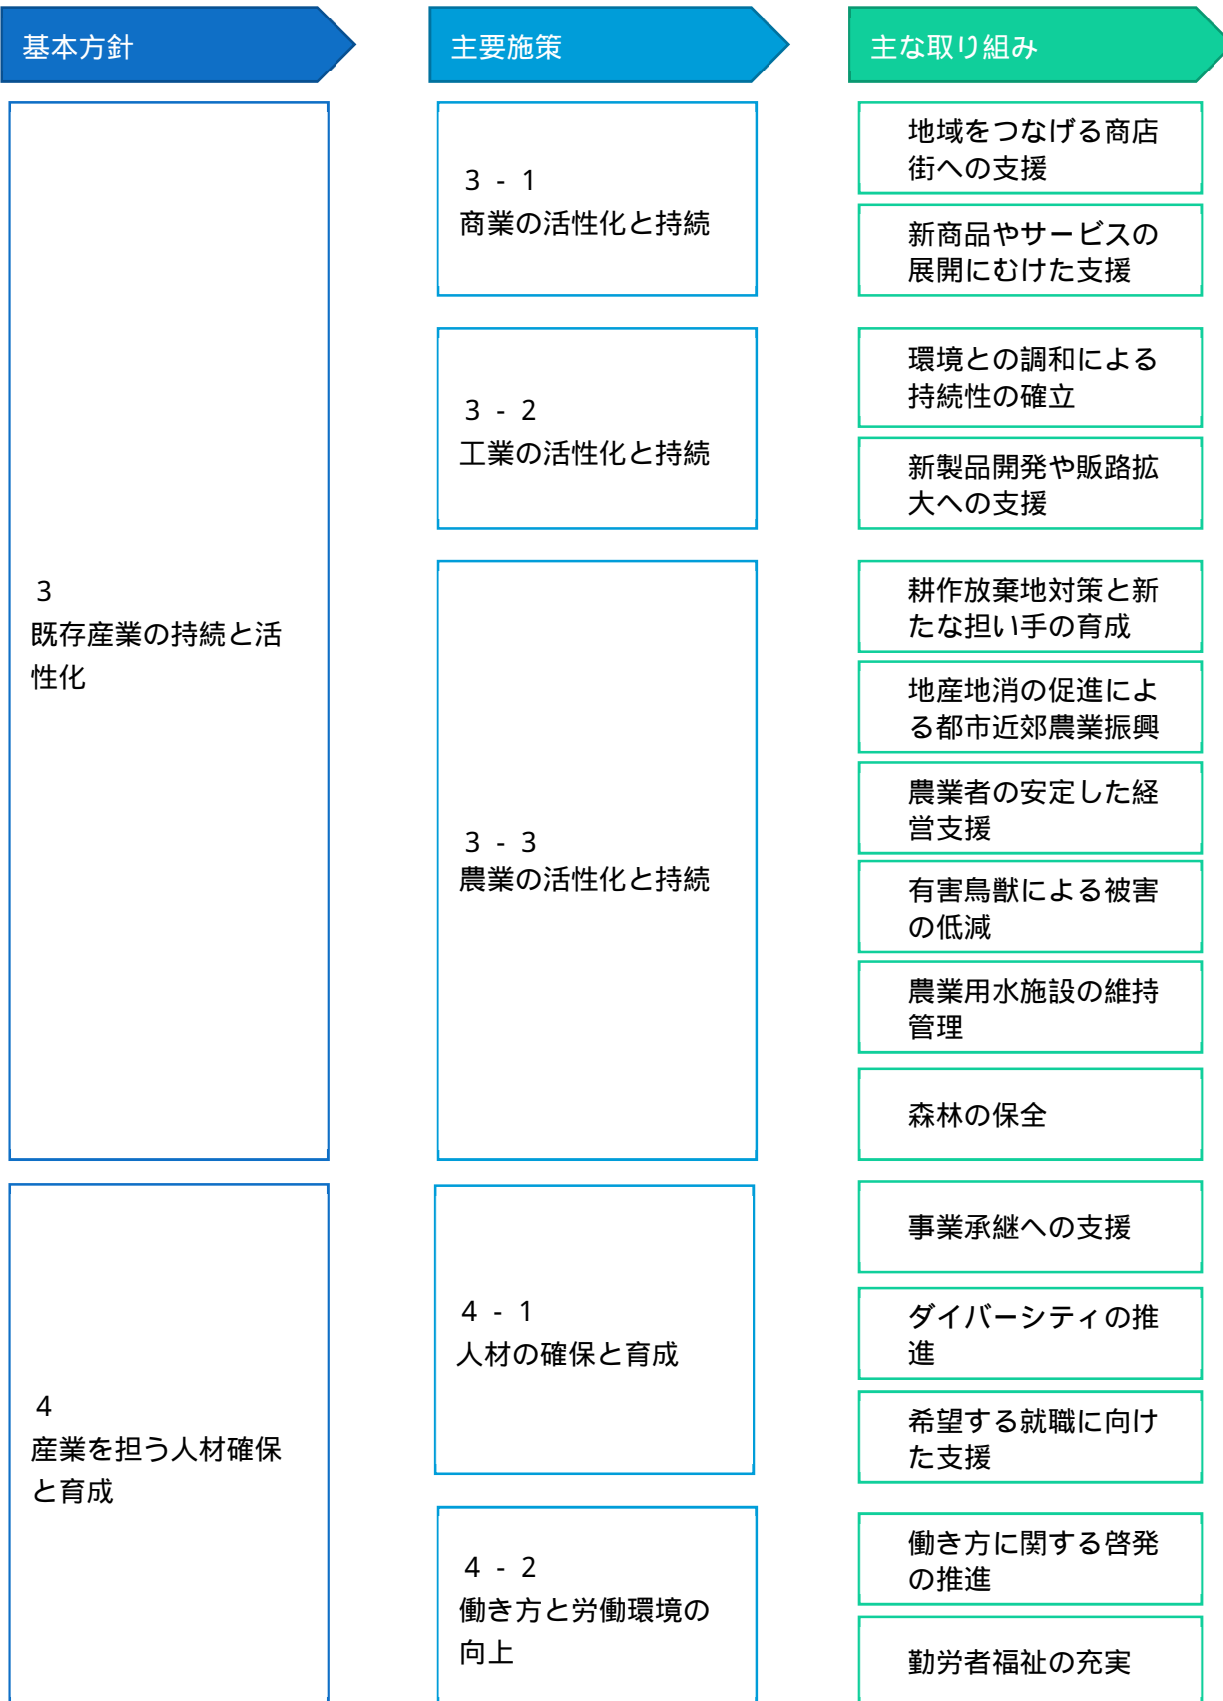 基本方針
主要施策
主な取り組み
3
既存産業の持続と活
性化
3 - 1
商業の活性化と持続
地域をつなげる商店
街への支援
新商品やサービスの
展開にむけた支援
3 - 2
工業の活性化と持続
環境との調和による
持続性の確立
新製品開発や販路拡
大への支援
3 - 3
農業の活性化と持続
耕作放棄地対策と新
たな担い手の育成
地産地消の促進によ
る都市近郊農業振興
農業者の安定した経
営支援
有害鳥獣による被害
の低減
農業用水施設の維持
管理
森林の保全
4
産業を担う人材確保
と育成
4 - 1
人材の確保と育成
事業承継への支援
ダイバーシティの推
進
希望する就職に向け
た支援
4 - 2
働き方と労働環境の
向上
働き方に関する啓発
の推進
勤労者福祉の充実